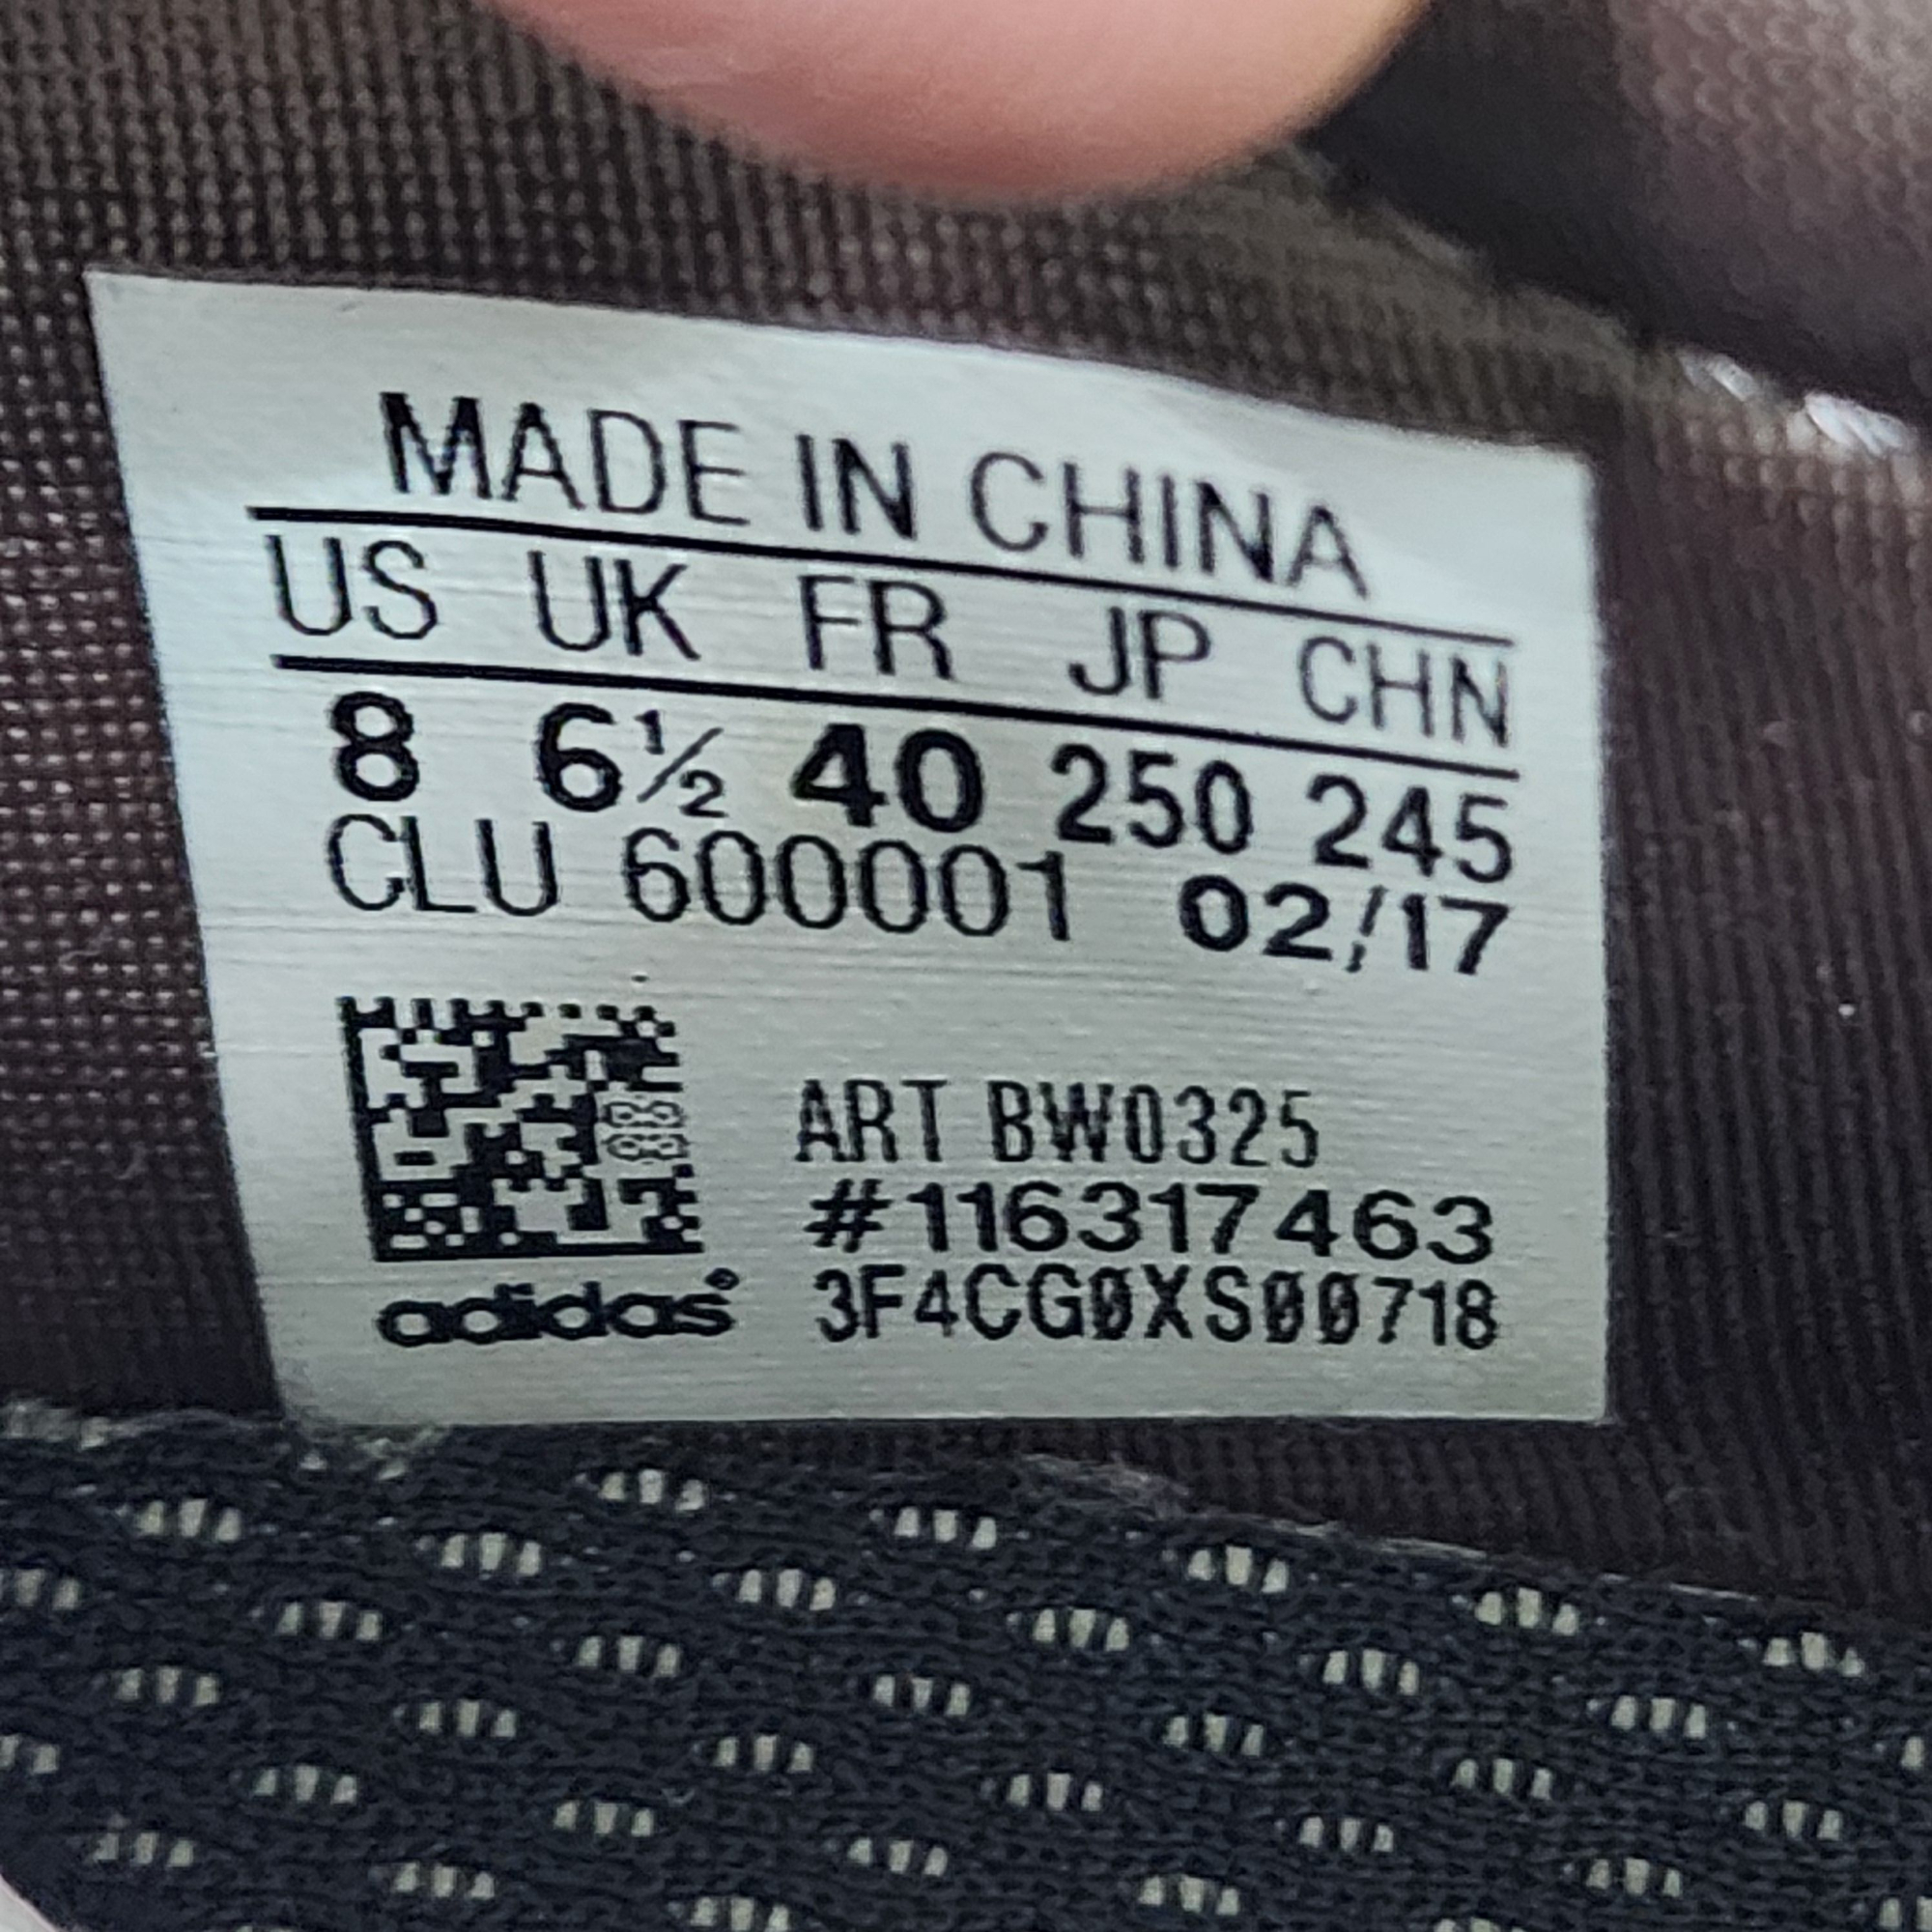 MADE IN CHINA
US UK FR JP CHN
8 6½ 40 250 245
CLU 600001 02/17
ART BW0325
#116317463
adidas® 3F4CG0XS00718